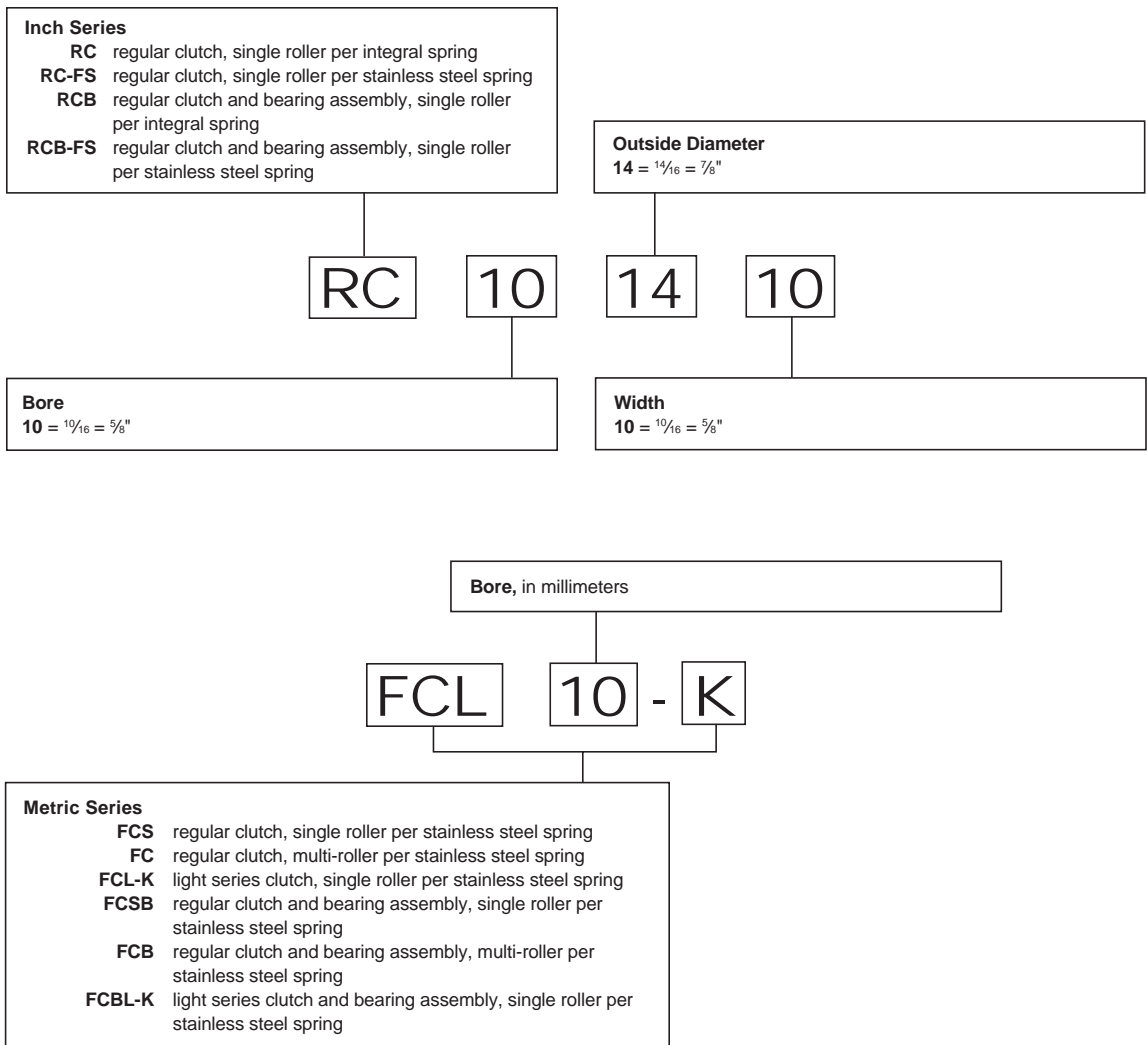 Inch Series
RC regular clutch, single roller per integral spring
RC-FS regular clutch, single roller per stainless steel spring
RCB regular clutch and bearing assembly, single roller
per integral spring
RCB-FS regular clutch and bearing assembly, single roller
per stainless steel spring
Outside Diameter
14 = 14/16 = 7/8"
RC 10 14 10
Bore
10 = 10/16 = 5/8"
Width
10 = 10/16 = 5/8"
Bore, in millimeters
FCL 10 - K
Metric Series
FCS regular clutch, single roller per stainless steel spring
FC regular clutch, multi-roller per stainless steel spring
FCL-K light series clutch, single roller per stainless steel spring
FCSB regular clutch and bearing assembly, single roller per
stainless steel spring
FCB regular clutch and bearing assembly, multi-roller per
stainless steel spring
FCBL-K light series clutch and bearing assembly, single roller per
stainless steel spring